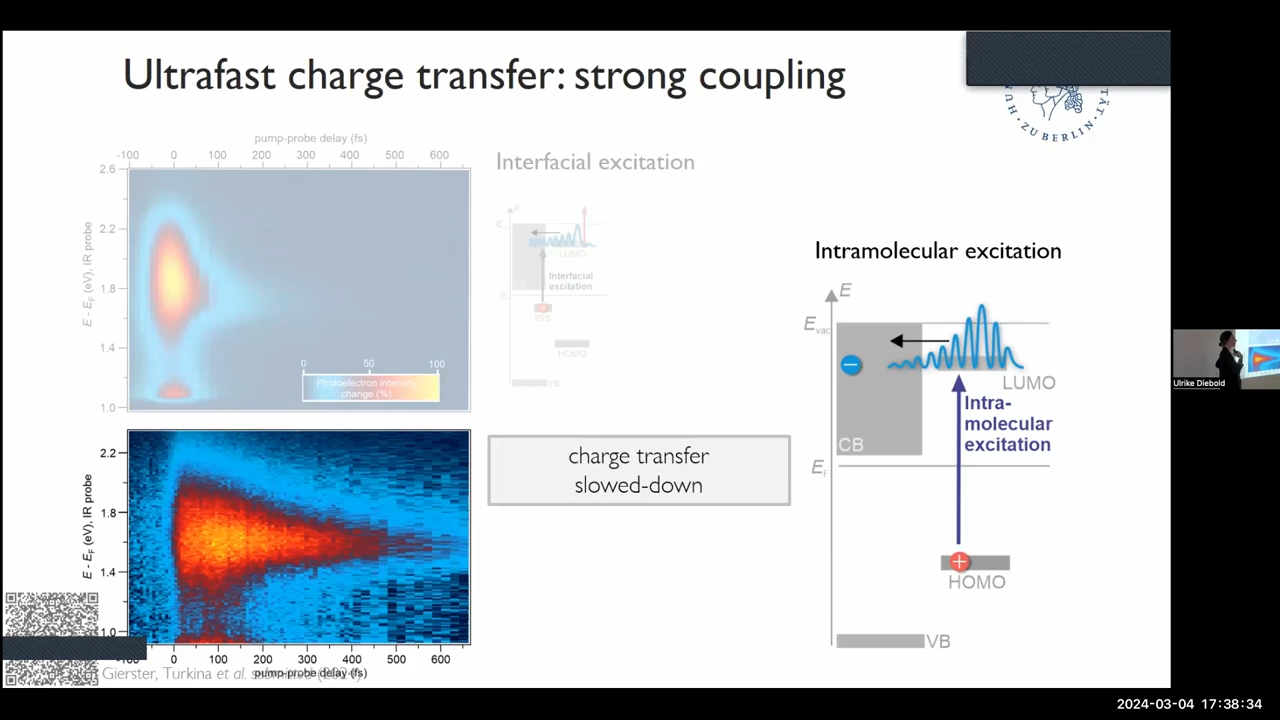 Ultrafast charge transfer: strong coupling
ZU BERLIN
pump-probe delay (fs)
-100 0 100 200 300 400 500 600
2.6
2.2
1.8
1.4
1.0
E - E_F (eV), IR probe
0 50 100
Photoelectron intensity
change (%)
Interfacial excitation
E
LUMO
Interfacial
excitation
IGS
HOMO
VB
Intramolecular excitation
E
E_vac
LUMO
Intra-
molecular
excitation
CB
E_F
HOMO
VB
charge transfer
slowed-down
2.2
1.8
1.4
1.0
E - E_F (eV), IR probe
0 100 200 300 400 500 600
pump-probe delay (fs)
Gierster, Turkina et al.
Ulrike Diebold
2024-03-04 17:38:34